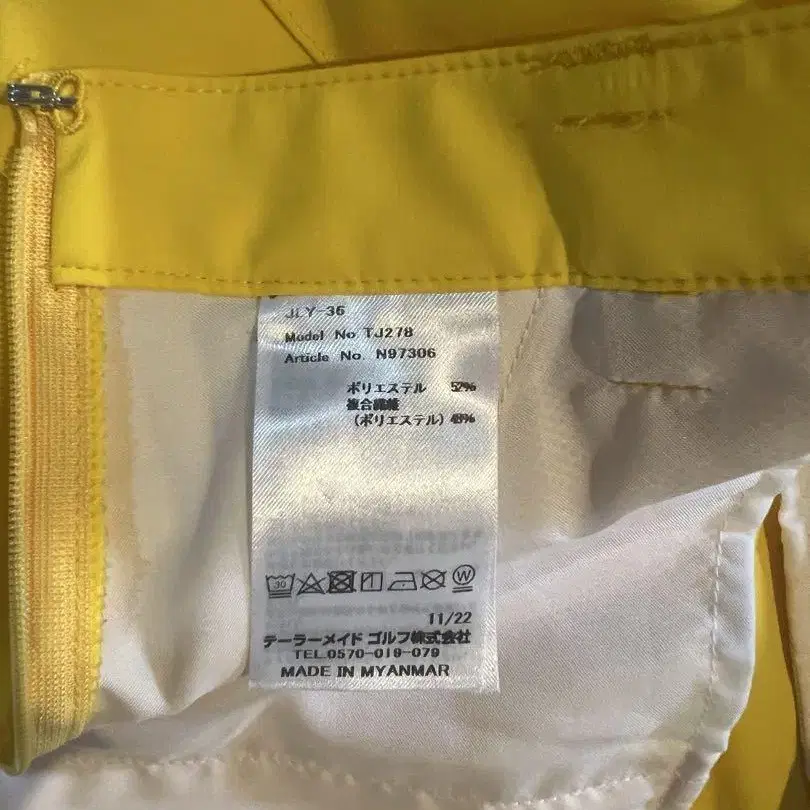 JLY-36
Model No TJ278
Article No. N97306
ポリエステル 52%
複合繊維
(ポリエステル) 48%
30
W
11/22
テーラーメイド ゴルフ株式会社
TEL.0570-019-079
MADE IN MYANMAR